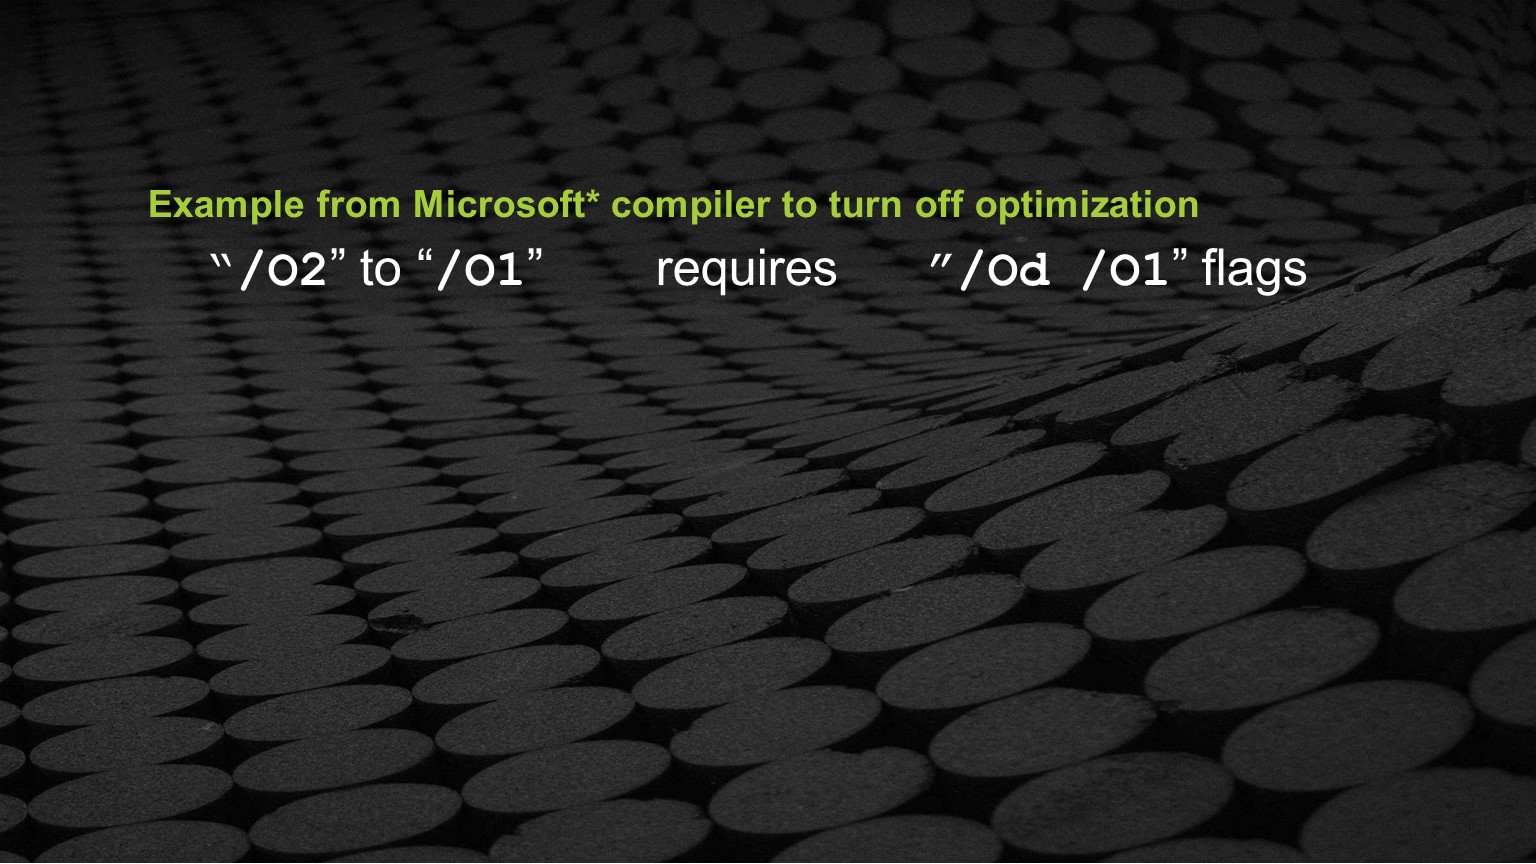 Example from Microsoft* compiler to turn off optimization
“/O2” to “/O1” requires ”/Od /O1” flags